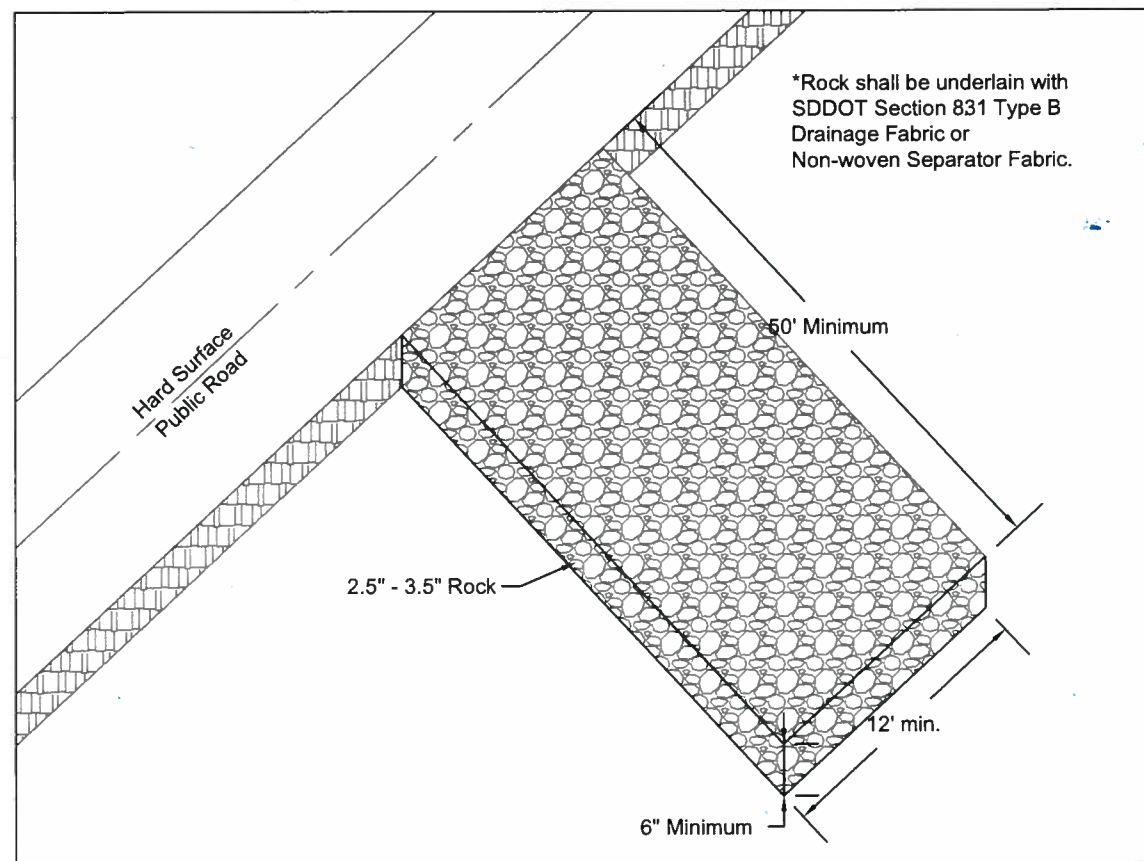 *Rock shall be underlain with
SDDOT Section 831 Type B
Drainage Fabric or
Non-woven Separator Fabric.
50' Minimum
Hard Surface
Public Road
2.5" - 3.5" Rock
12' min.
6" Minimum